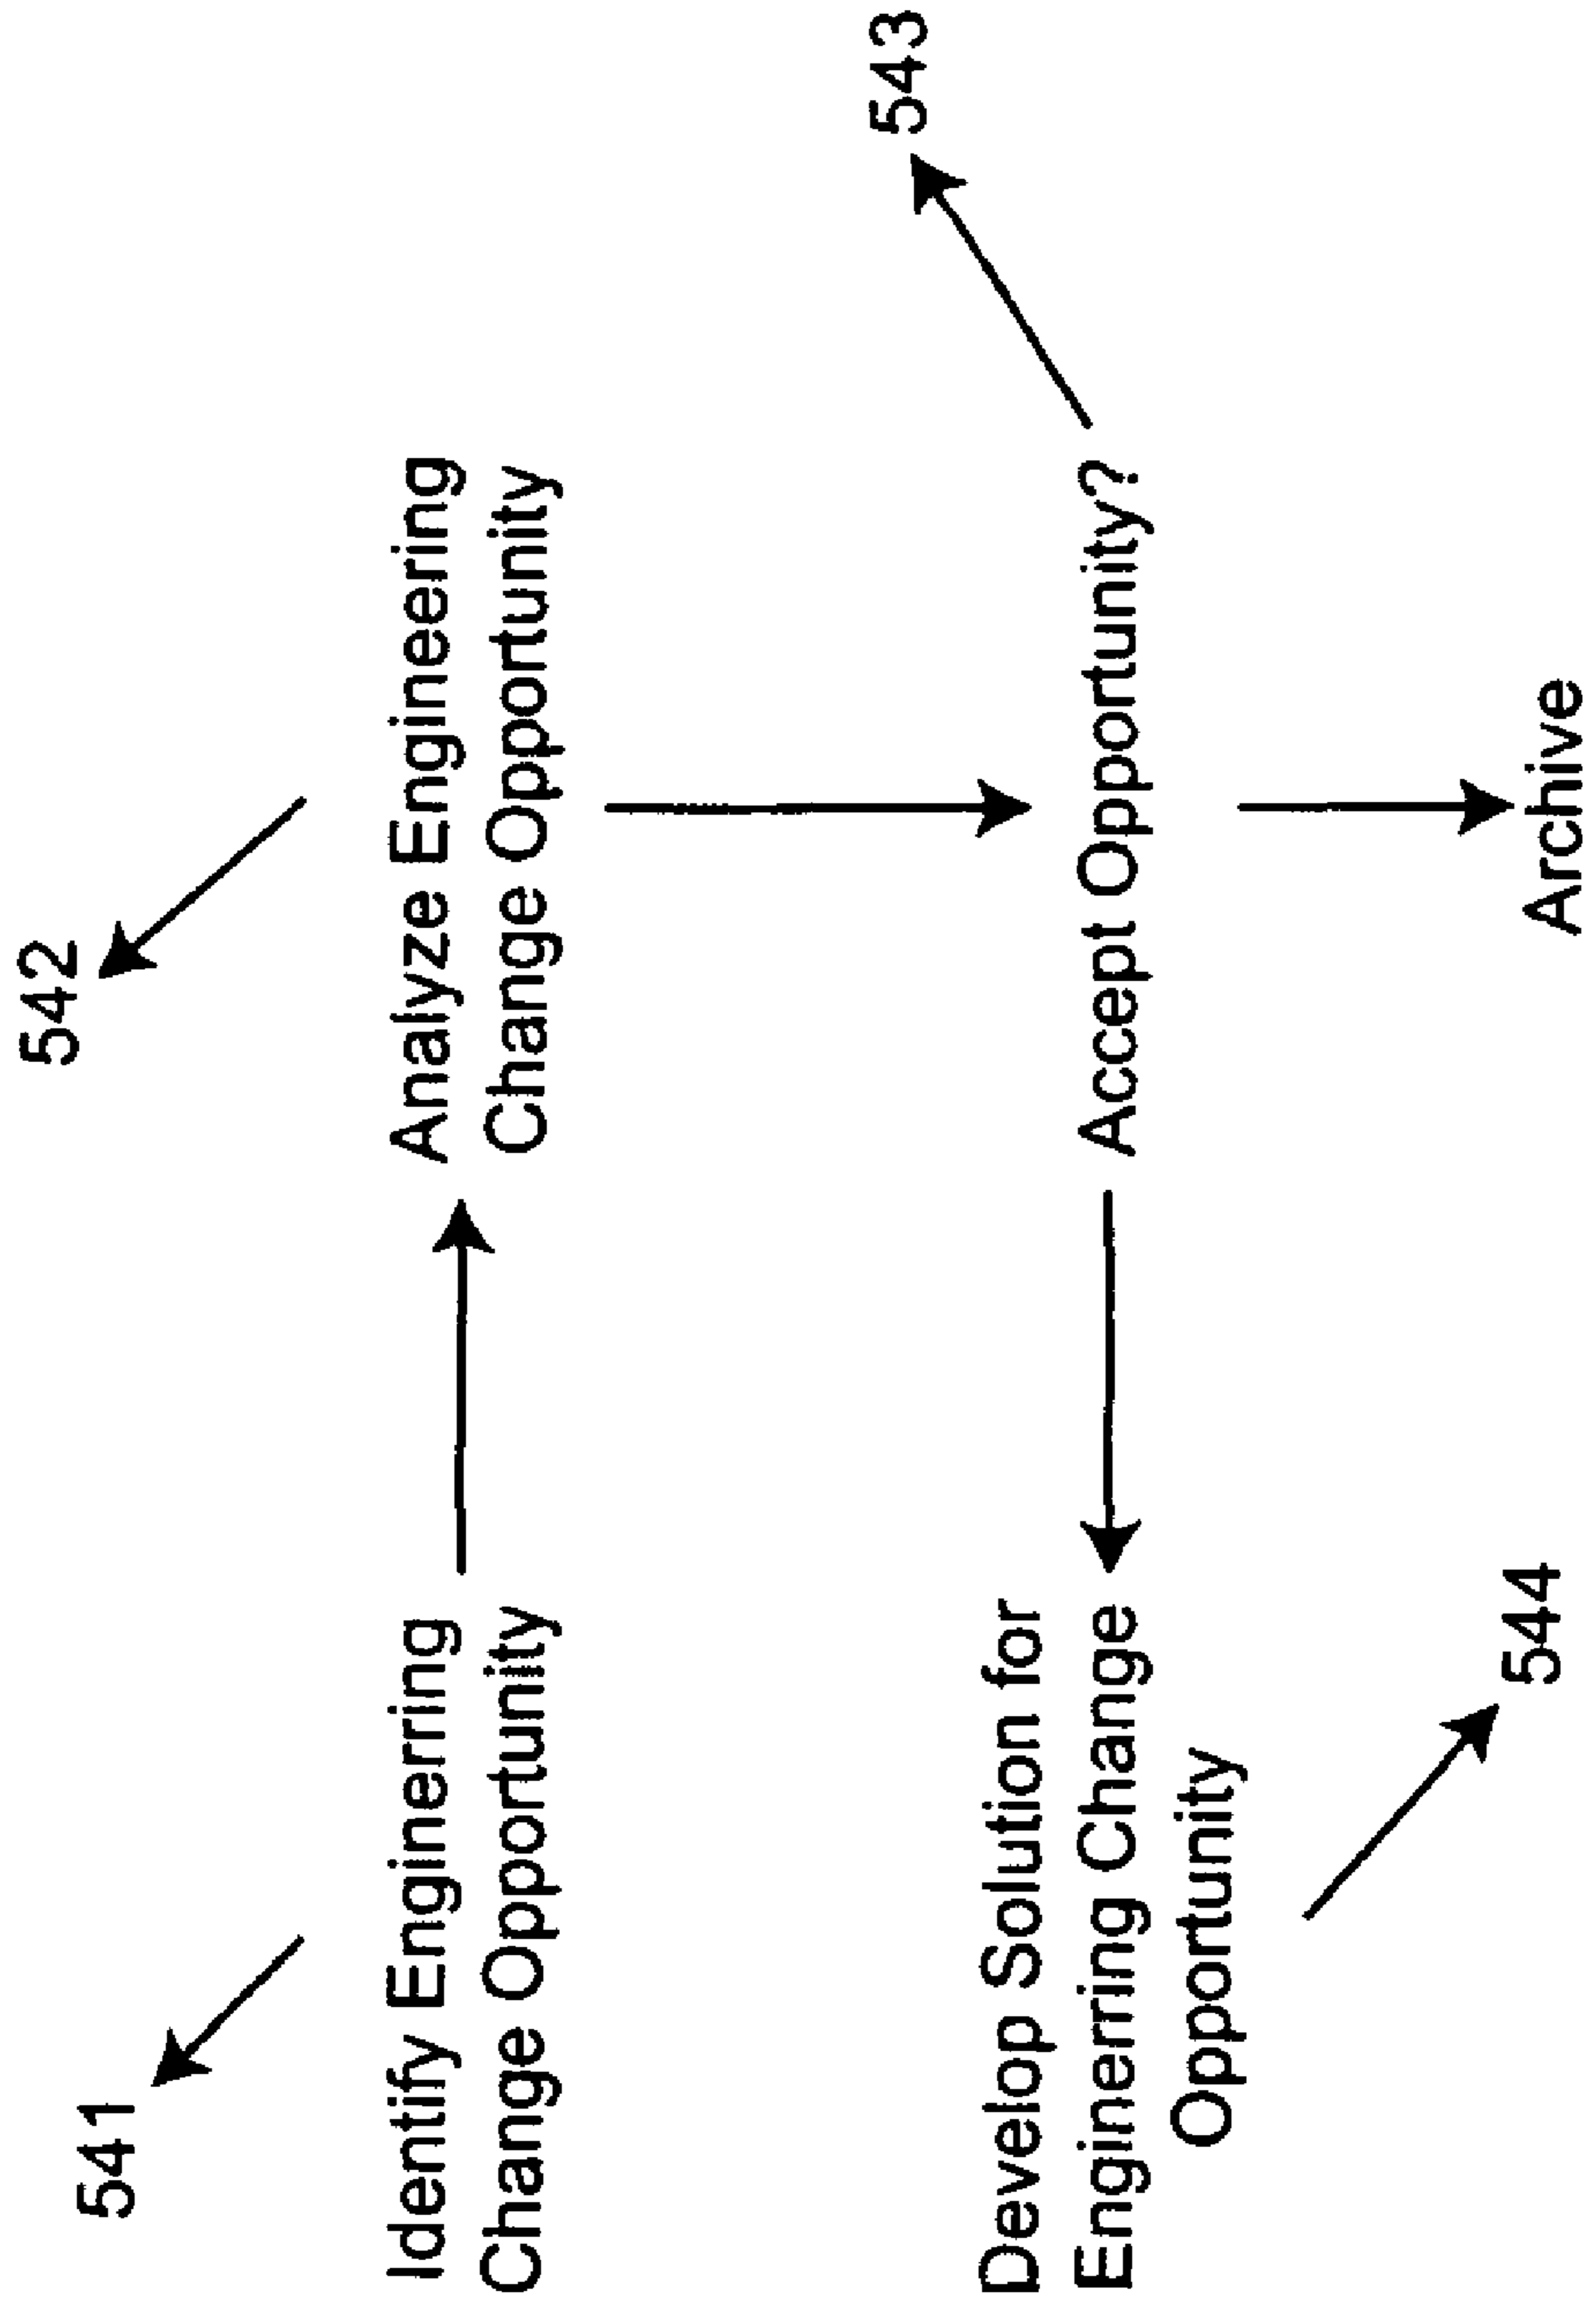 541
Identify Enginerring
Change Opportunity
542
Analyze Engineering
Change Opportunity
543
Accept Opportunity?
Develop Solution for
Enginerring Change
Opportunity
544
Archive